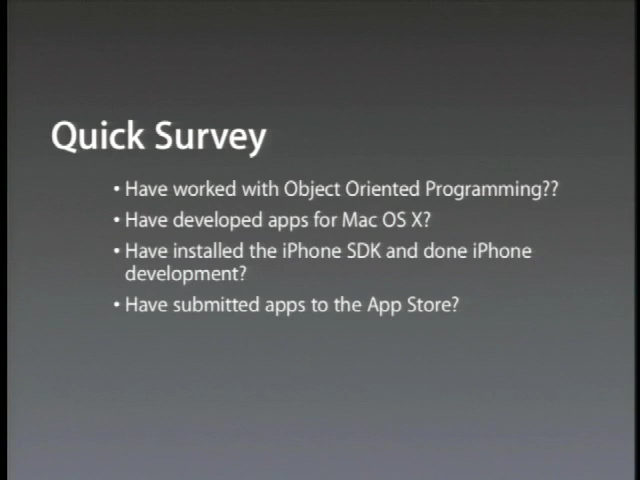 Quick Survey
• Have worked with Object Oriented Programming??
• Have developed apps for Mac OS X?
• Have installed the iPhone SDK and done iPhone
development?
• Have submitted apps to the App Store?